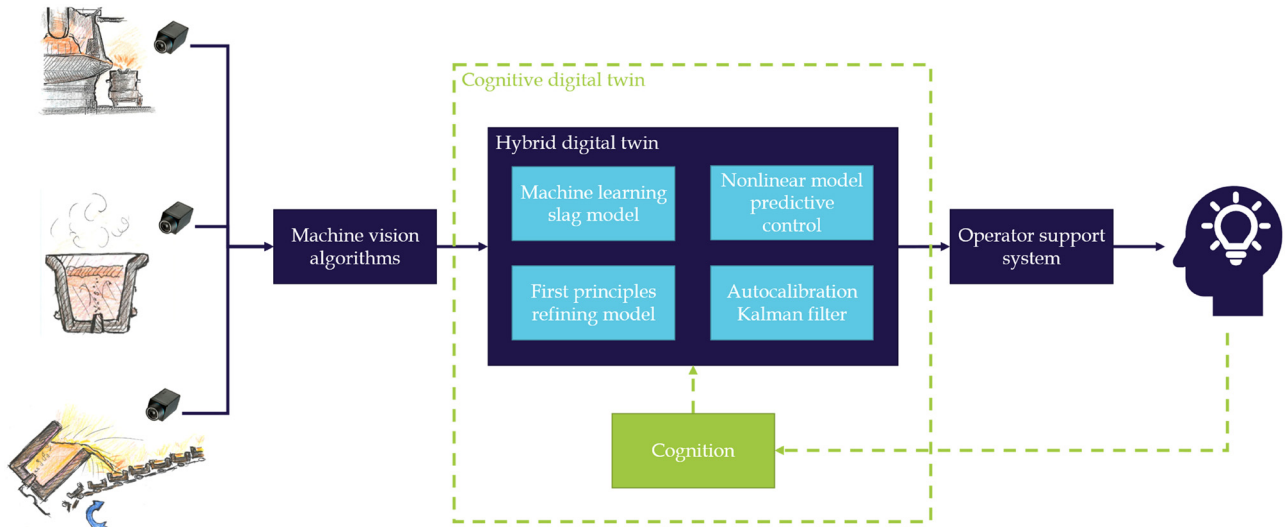 Cognitive digital twin
Hybrid digital twin
Machine learning
slag model
Nonlinear model
predictive
control
Machine vision
algorithms
Operator support
system
First principles
refining model
Autocalibration
Kalman filter
Cognition